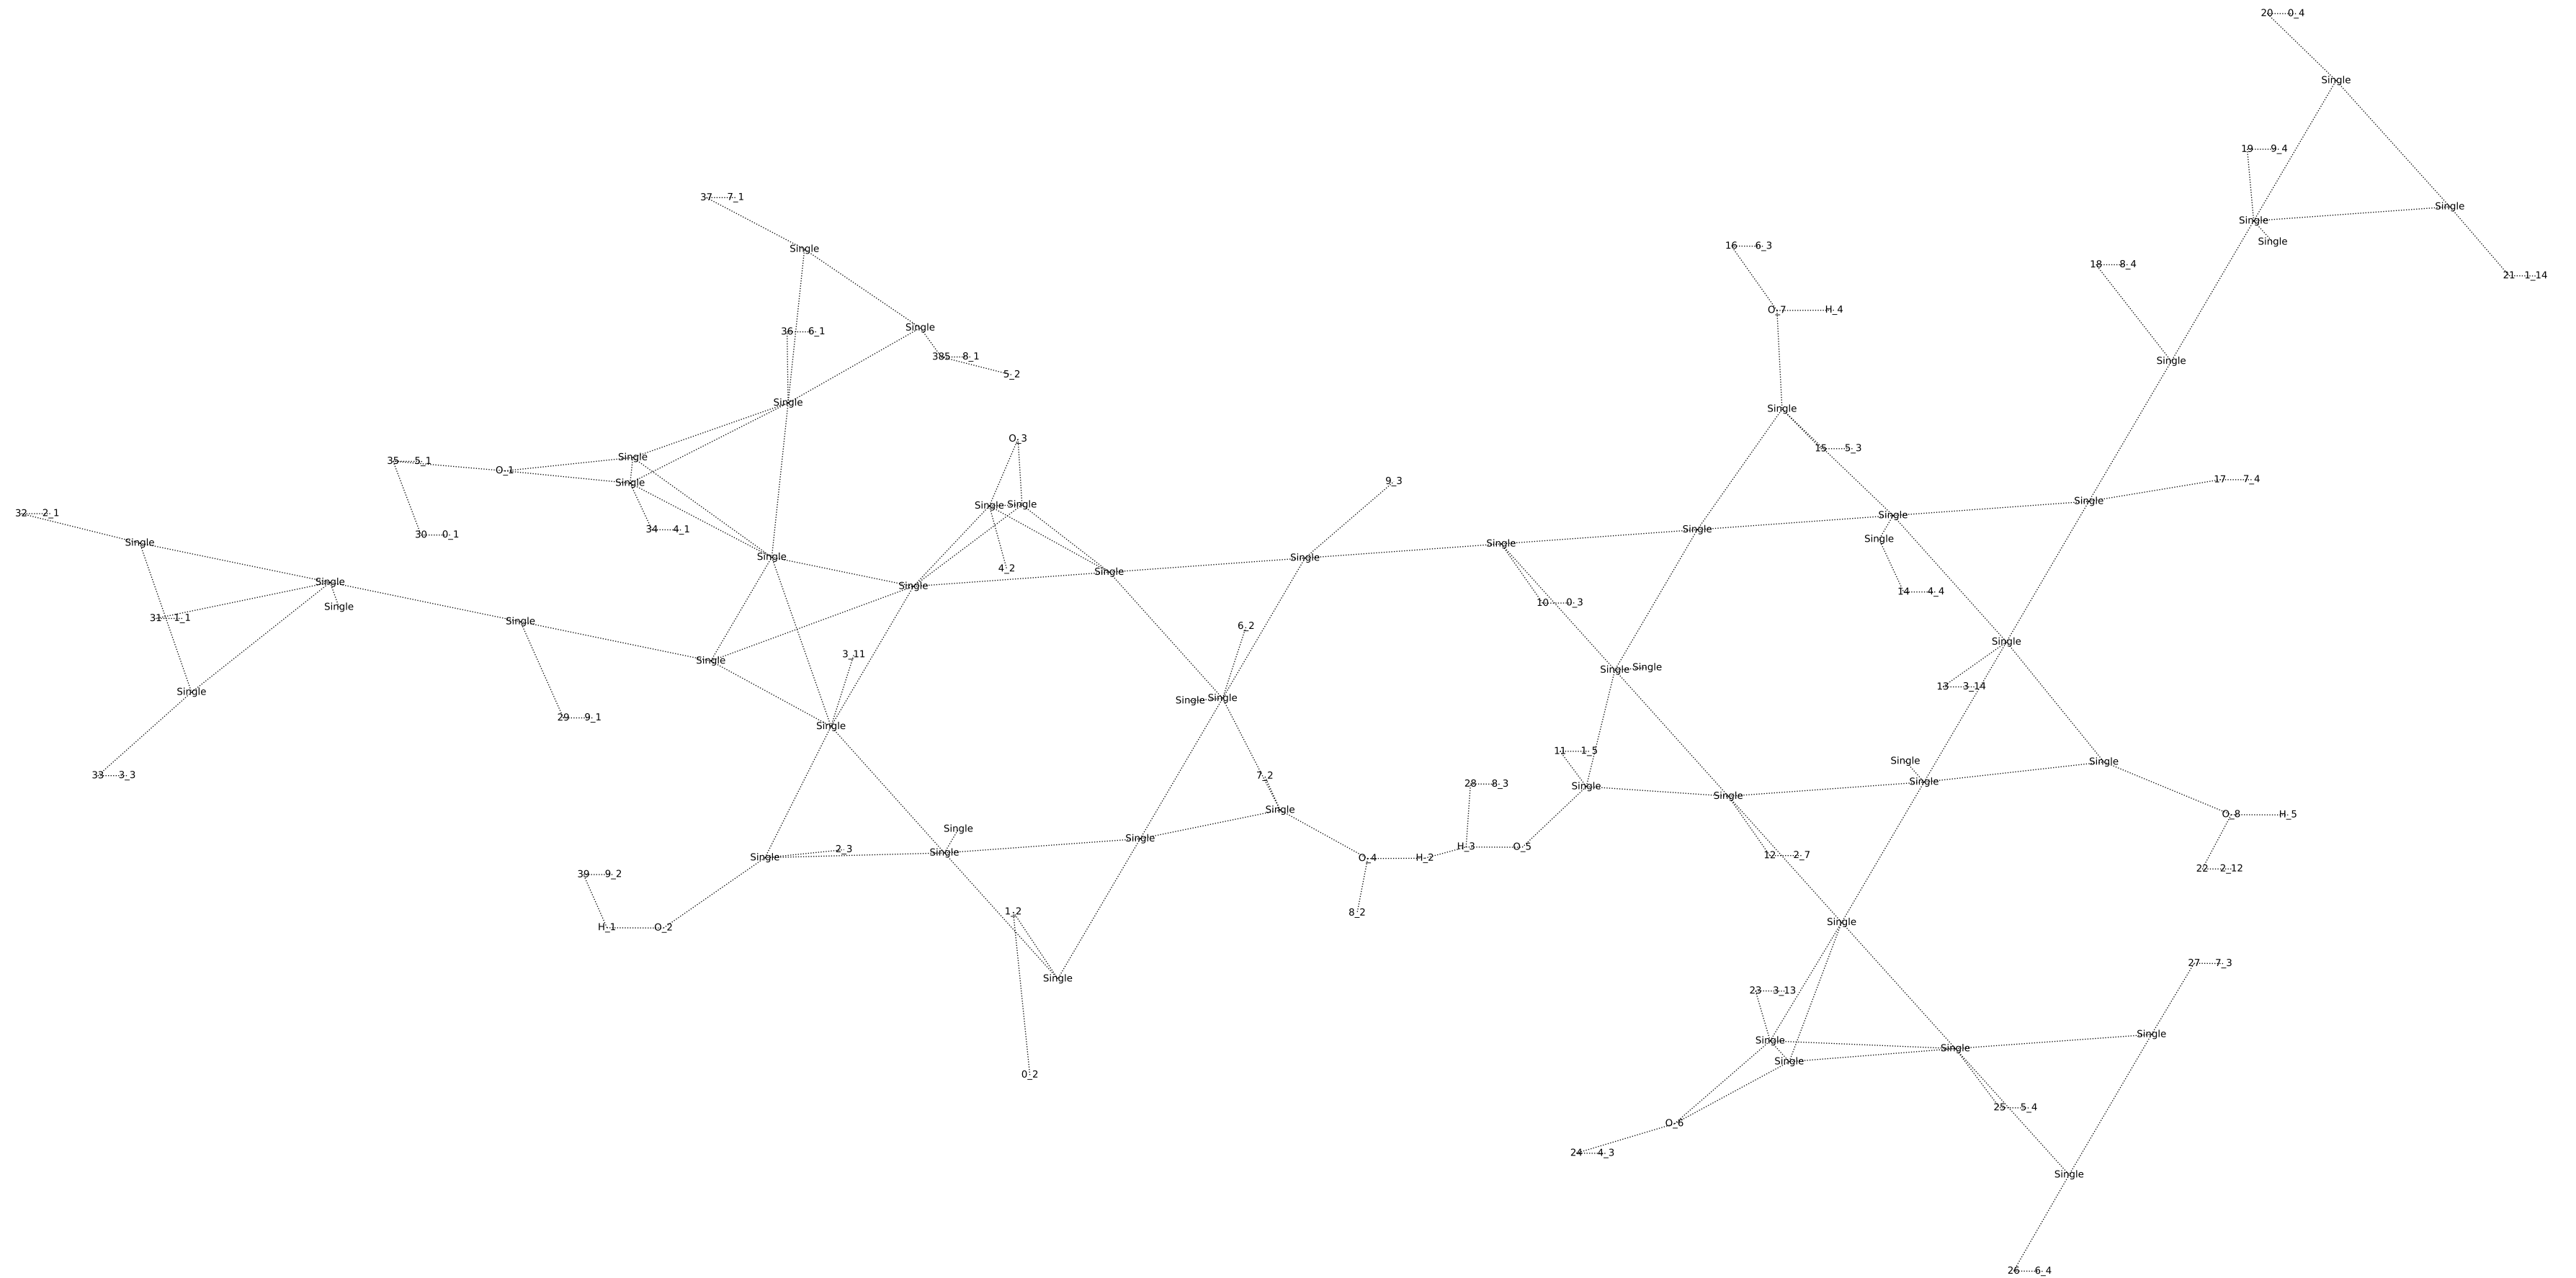 20 0_4
Single
19 9_4
37 7_1
Single
Single
Single
16 6_3
Single
Single
18 8_4
21 1_14
O_7 H_4
Single
36 6_1
385 8_1
Single
5_2
Single
Single
15 5_3
O_3
Single
35 5_1
O_1
Single
9_3
17 7_4
Single
Single Single
32 2_1
Single
Single
34 4_1
Single
30 0_1
Single
Single
Single
Single
Single
4_2
Single
Single
14 4_4
10 0_3
Single
31 1_1
Single
6_2
Single
3_11
Single
Single Single
13 3_14
Single
Single Single
29 9_1
Single
11 1_5
Single
Single
33 3_3
7_2
Single
28 8_3
Single
Single
Single
O_8 H_5
Single
Single
H_3 O_5
2_3
Single
Single
12 2_7
O_4 H_2
22 2_12
39 9_2
1_2
8_2
Single
H_1 O_2
27 7_3
Single
23 3_13
Single
Single
Single
Single
0_2
25 5_4
O_6
24 4_3
Single
26 6_4